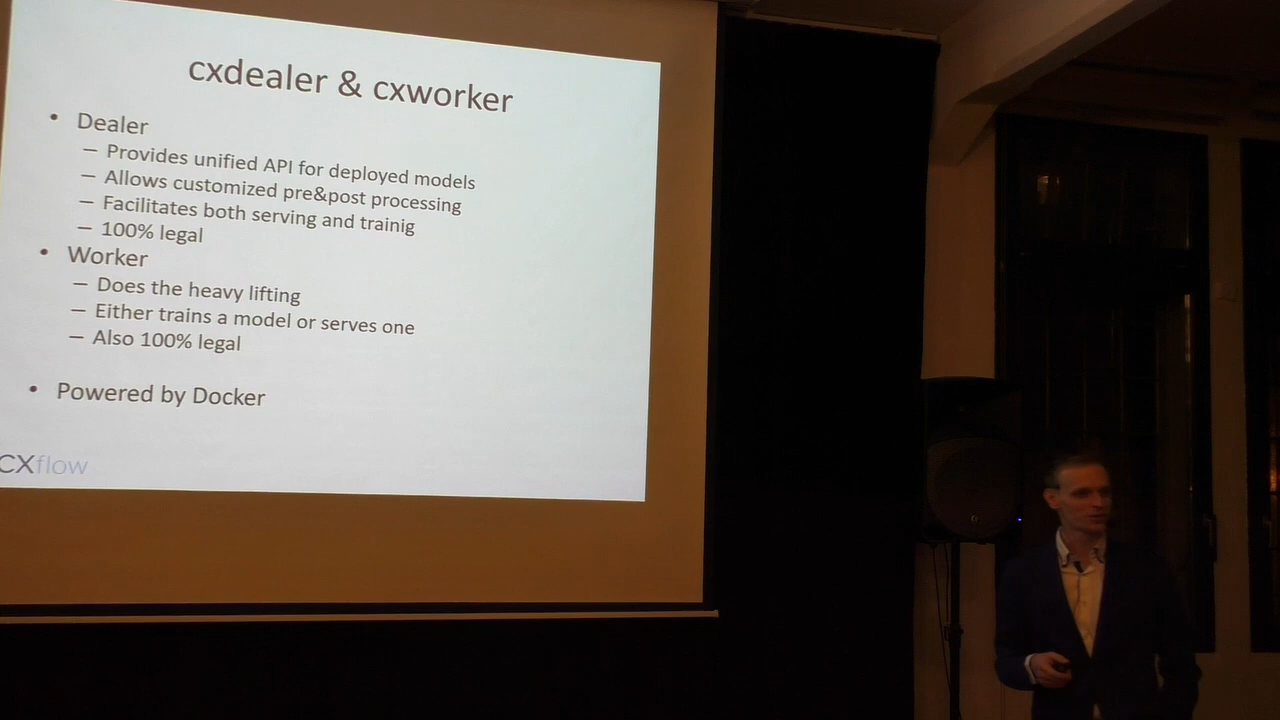 cxdealer & cxworker
• Dealer
– Provides unified API for deployed models
– Allows customized pre&post processing
– Facilitates both serving and trainig
– 100% legal
• Worker
– Does the heavy lifting
– Either trains a model or serves one
– Also 100% legal
• Powered by Docker
CXflow